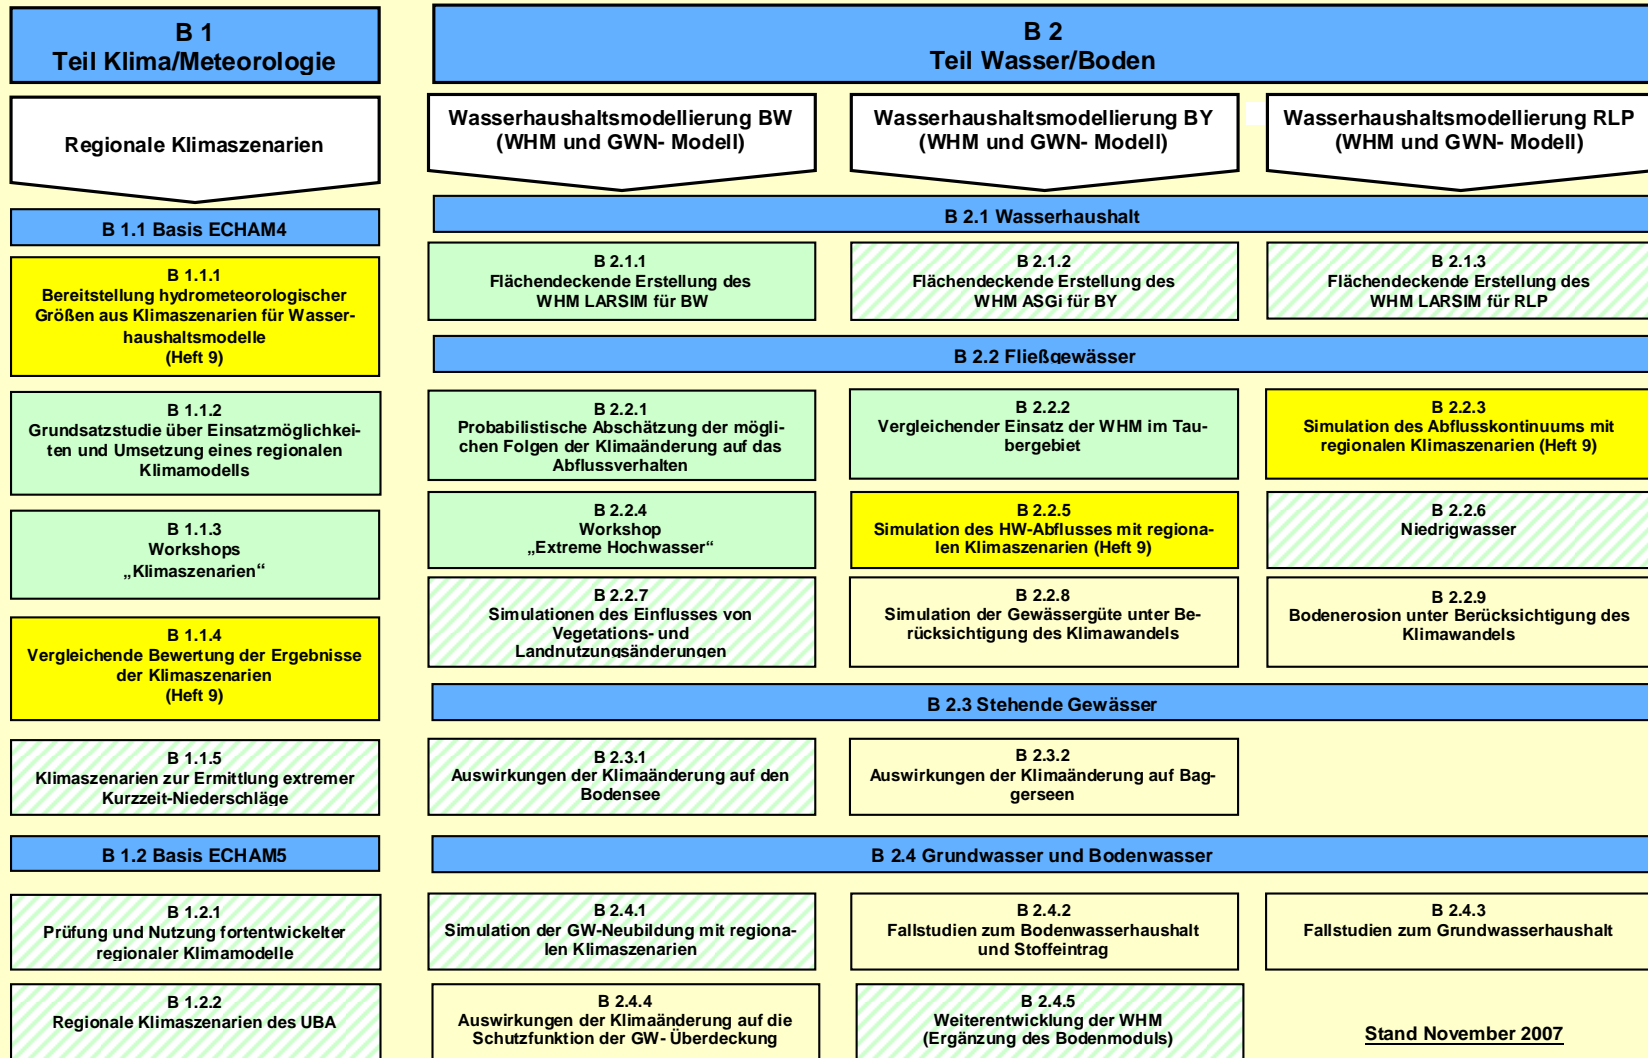 B 1
Teil Klima/Meteorologie
Regionale Klimaszenarien
B 1.1 Basis ECHAM4
B 1.1.1
Bereitstellung hydrometeorologischer
Größen aus Klimaszenarien für Wasser-
haushaltsmodelle
(Heft 9)
B 1.1.2
Grundsatzstudie über Einsatzmöglichkei-
ten und Umsetzung eines regionalen
Klimamodells
B 1.1.3
Workshops
„Klimaszenarien“
B 1.1.4
Vergleichende Bewertung der Ergebnisse
der Klimaszenarien
(Heft 9)
B 1.1.5
Klimaszenarien zur Ermittlung extremer
Kurzzeit-Niederschläge
B 1.2 Basis ECHAM5
B 1.2.1
Prüfung und Nutzung fortentwickelter
regionaler Klimamodelle
B 1.2.2
Regionale Klimaszenarien des UBA
B 2
Teil Wasser/Boden
Wasserhaushaltsmodellierung BW
(WHM und GWN- Modell)
Wasserhaushaltsmodellierung BY
(WHM und GWN- Modell)
Wasserhaushaltsmodellierung RLP
(WHM und GWN- Modell)
B 2.1 Wasserhaushalt
B 2.1.1
Flächendeckende Erstellung des
WHM LARSIM für BW
B 2.1.2
Flächendeckende Erstellung des
WHM ASGi für BY
B 2.1.3
Flächendeckende Erstellung des
WHM LARSIM für RLP
B 2.2 Fließgewässer
B 2.2.1
Probabilistische Abschätzung der mögli-
chen Folgen der Klimaänderung auf das
Abflussverhalten
B 2.2.2
Vergleichender Einsatz der WHM im Tau-
bergebiet
B 2.2.3
Simulation des Abflusskontinuums mit
regionalen Klimaszenarien (Heft 9)
B 2.2.4
Workshop
„Extreme Hochwasser“
B 2.2.5
Simulation des HW-Abflusses mit regiona-
len Klimaszenarien (Heft 9)
B 2.2.6
Niedrigwasser
B 2.2.7
Simulationen des Einflusses von
Vegetations- und
Landnutzungsänderungen
B 2.2.8
Simulation der Gewässergüte unter Be-
rücksichtigung des Klimawandels
B 2.2.9
Bodenerosion unter Berücksichtigung des
Klimawandels
B 2.3 Stehende Gewässer
B 2.3.1
Auswirkungen der Klimaänderung auf den
Bodensee
B 2.3.2
Auswirkungen der Klimaänderung auf Bag-
gerseen
B 2.4 Grundwasser und Bodenwasser
B 2.4.1
Simulation der GW-Neubildung mit regiona-
len Klimaszenarien
B 2.4.2
Fallstudien zum Bodenwasserhaushalt
und Stoffeintrag
B 2.4.3
Fallstudien zum Grundwasserhaushalt
B 2.4.4
Auswirkungen der Klimaänderung auf die
Schutzfunktion der GW- Überdeckung
B 2.4.5
Weiterentwicklung der WHM
(Ergänzung des Bodenmoduls)
Stand November 2007